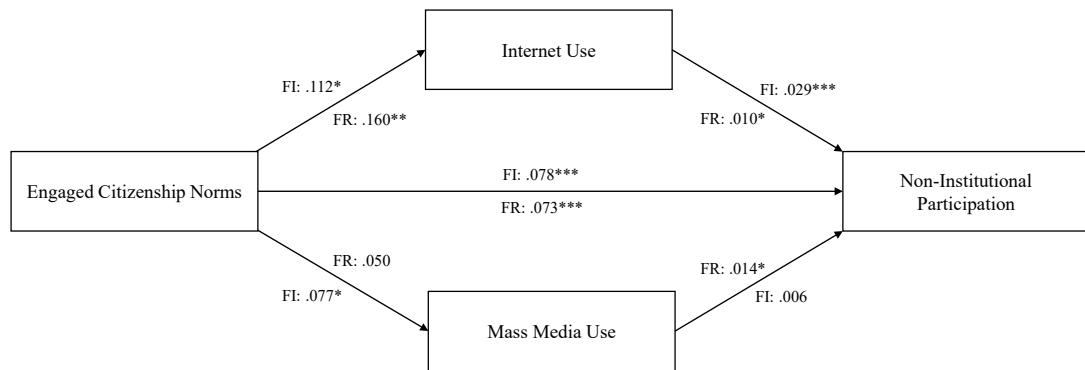 Internet Use
FI: .112*
FI: .029***
FR: .160**
FR: .010*
Engaged Citizenship Norms
FI: .078***
FR: .073***
Non-Institutional
Participation
FR: .050
FR: .014*
FI: .077*
FI: .006
Mass Media Use